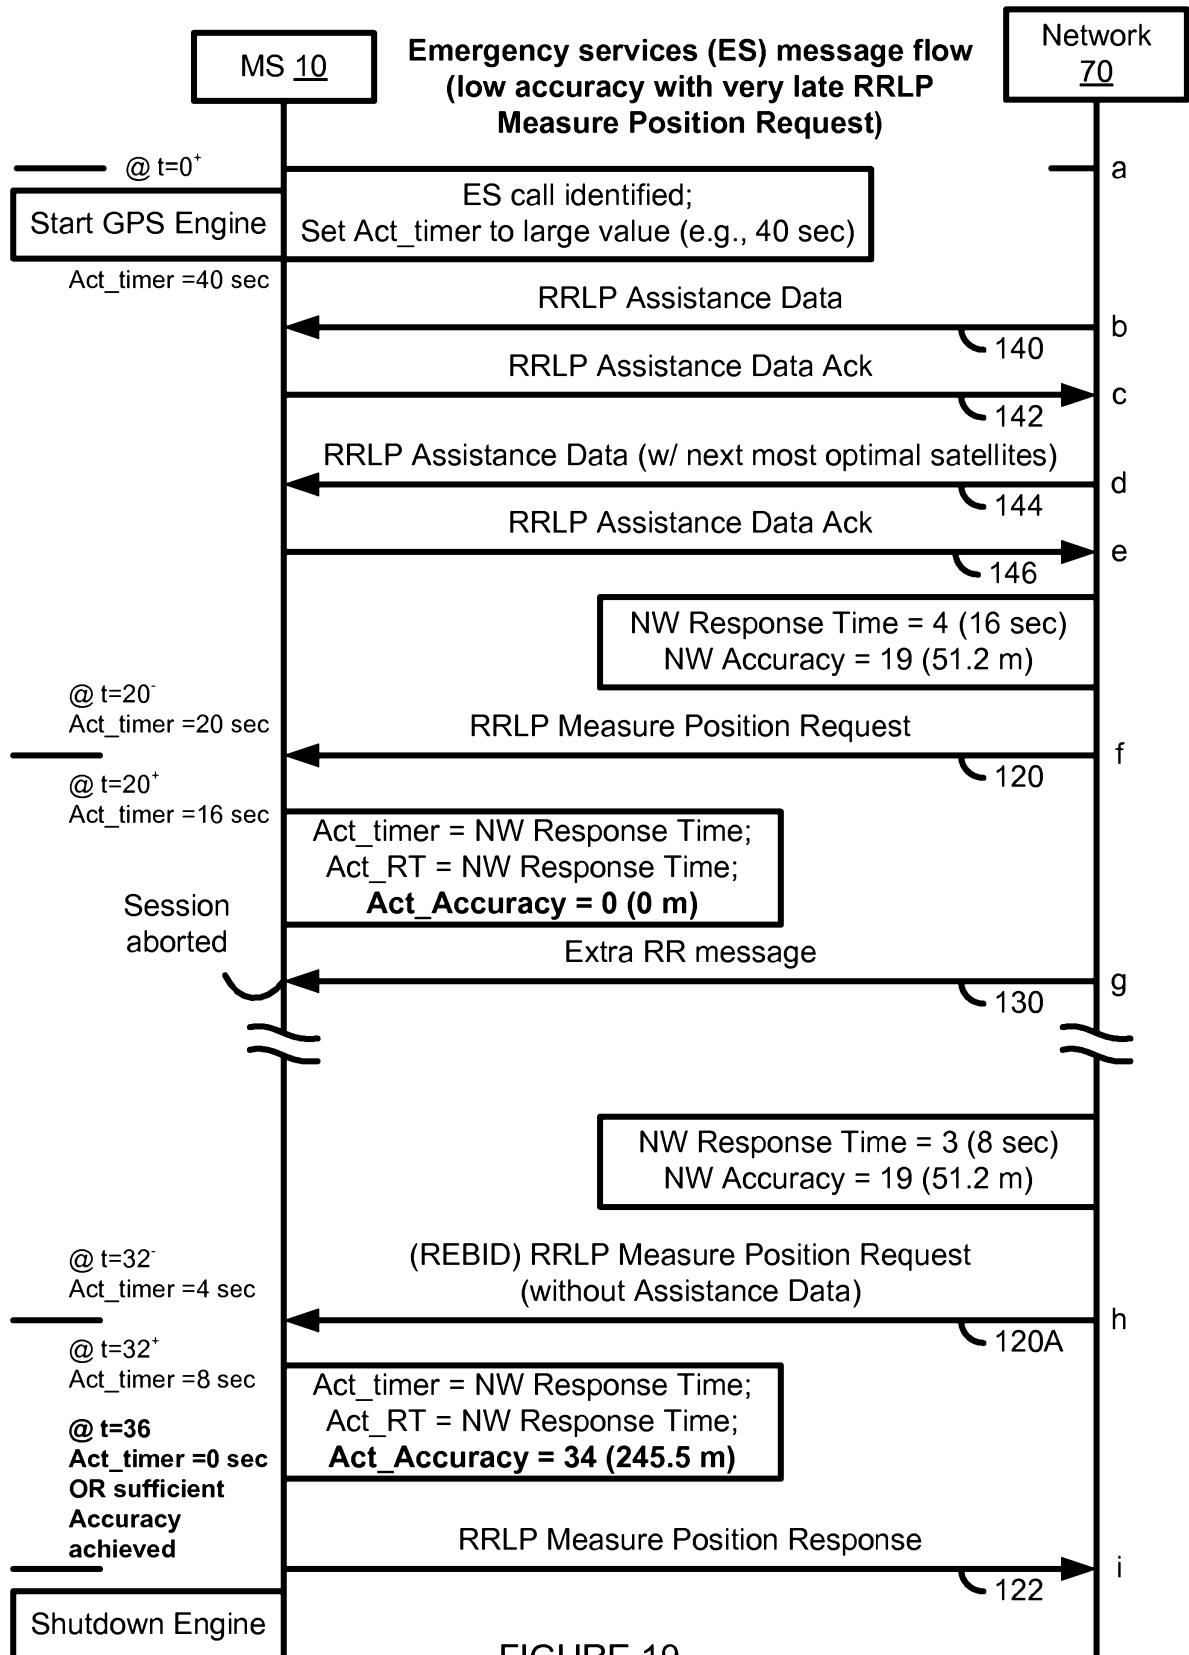 MS 10
Emergency services (ES) message flow
(low accuracy with very late RRLP
Measure Position Request)
Network
70
@ t=0+
a
Start GPS Engine
ES call identified;
Set Act_timer to large value (e.g., 40 sec)
Act_timer =40 sec
RRLP Assistance Data
b
140
RRLP Assistance Data Ack
c
142
RRLP Assistance Data (w/ next most optimal satellites)
d
144
RRLP Assistance Data Ack
e
146
NW Response Time = 4 (16 sec)
NW Accuracy = 19 (51.2 m)
@ t=20-
Act_timer =20 sec
RRLP Measure Position Request
f
120
@ t=20+
Act_timer =16 sec
Act_timer = NW Response Time;
Act_RT = NW Response Time;
Act_Accuracy = 0 (0 m)
Session
aborted
Extra RR message
g
130
NW Response Time = 3 (8 sec)
NW Accuracy = 19 (51.2 m)
@ t=32-
Act_timer =4 sec
(REBID) RRLP Measure Position Request
(without Assistance Data)
h
120A
@ t=32+
Act_timer =8 sec
Act_timer = NW Response Time;
Act_RT = NW Response Time;
Act_Accuracy = 34 (245.5 m)
@ t=36
Act_timer =0 sec
OR sufficient
Accuracy
achieved
RRLP Measure Position Response
i
122
Shutdown Engine
FIGURE 19